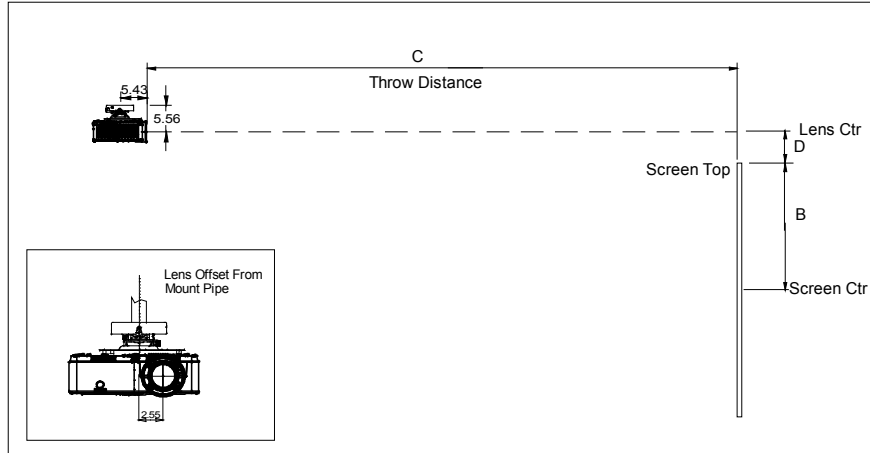 C
Throw Distance
5.43
5.56
Lens Ctr
D
Screen Top
B
Screen Ctr
Lens Offset From
Mount Pipe
2.55